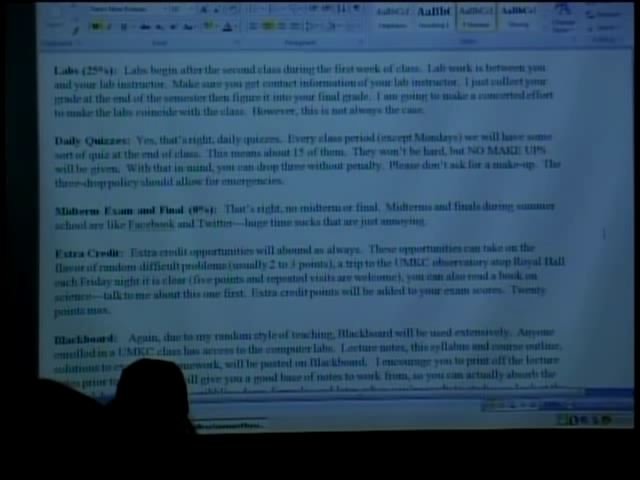 Labs (25%): Labs begin after the second class during the first week of class. Lab work is between you
and your lab instructor. Make sure you get contact information of your lab instructor. I just collect your
grade at the end of the semester then figure it into your final grade. I am going to make a concerted effort
to make the labs coincide with the class. However, this is not always the case.
Daily Quizzes: Yes, that's right, daily quizzes. Every class period (except Mondays) we will have some
sort of quiz at the end of class. This means about 15 of them. They won't be hard, but NO MAKE UPS
will be given. With that in mind, you can drop three without penalty. Please don't ask for a make-up. The
three-drop policy should allow for emergencies.
Midterm Exam and Final (0%): That's right, no midterm or final. Midterms and finals during summer
school are like Facebook and Twitter—huge time sucks that are just annoying.
Extra Credit: Extra credit opportunities will abound as always. These opportunities can take on the
flavor of random difficult problems (usually 2 to 3 points), a trip to the UMKC observatory atop Royal Hall
each Friday night it is clear (five points and repeated visits are welcome), you can also read a book on
science—talk to me about this one first. Extra credit points will be added to your exam scores. Twenty
points max.
Blackboard: Again, due to my random style of teaching, Blackboard will be used extensively. Anyone
enrolled in a UMKC class has access to the computer labs. Lecture notes, this syllabus and course outline,
solutions to homework, will be posted on Blackboard. I encourage you to print off the lecture
notes prior to will give you a good base of notes to work from, so you can actually absorb the